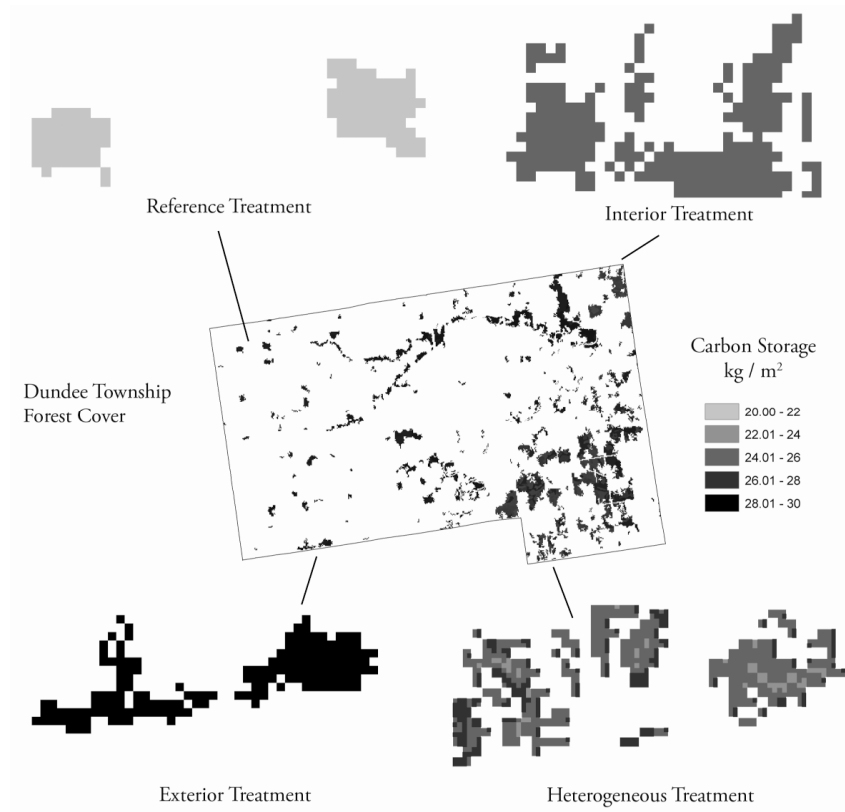 Reference Treatment
Interior Treatment
Dundee Township
Forest Cover
Carbon Storage
kg / m²
20.00 - 22
22.01 - 24
24.01 - 26
26.01 - 28
28.01 - 30
Exterior Treatment
Heterogeneous Treatment